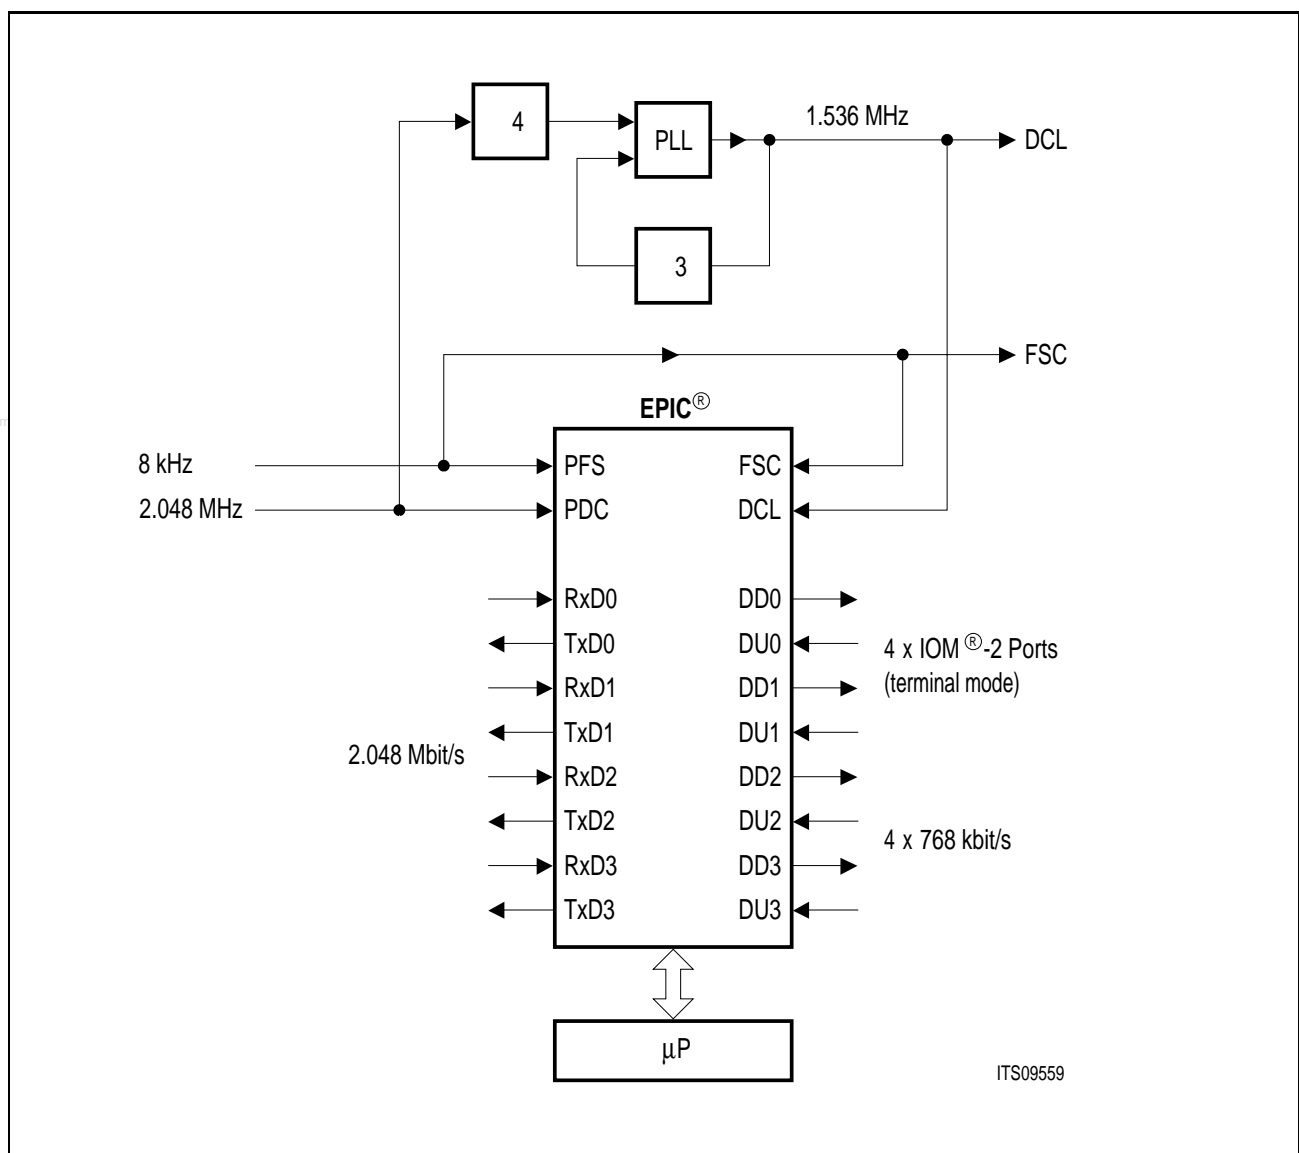 4
PLL
1.536 MHz
DCL
3
FSC
EPIC®
8 kHz
PFS
FSC
2.048 MHz
PDC
DCL
RxD0
DD0
TxD0
DU0
4 x IOM®-2 Ports
(terminal mode)
RxD1
DD1
TxD1
DU1
2.048 Mbit/s
RxD2
DD2
TxD2
DU2
4 x 768 kbit/s
RxD3
DD3
TxD3
DU3
μP
ITS09559